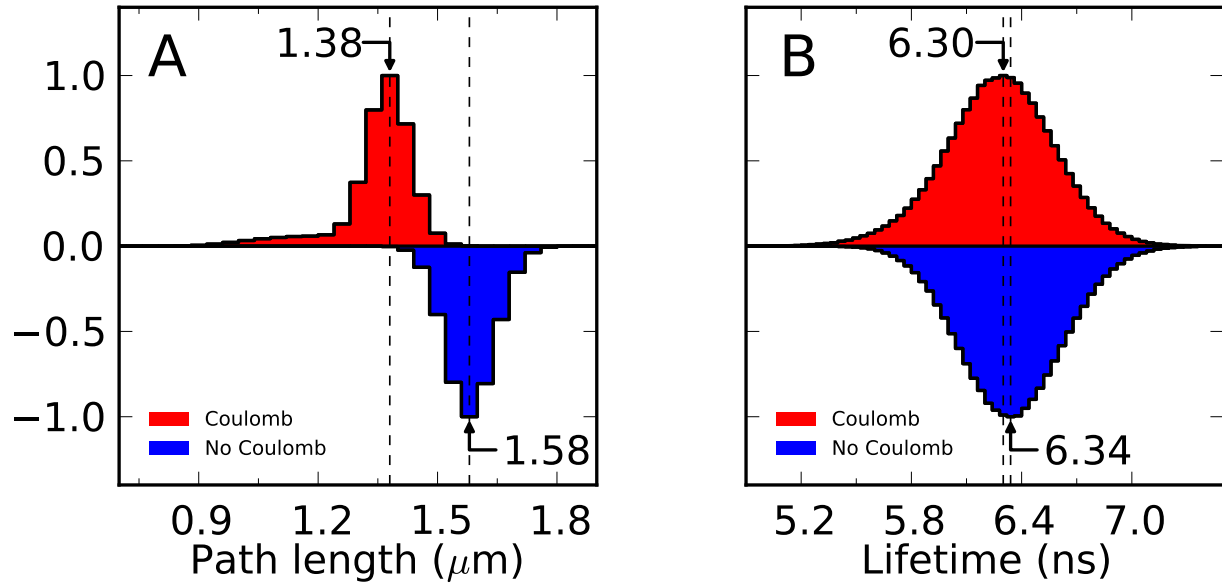 A
1.38
1.0
0.5
0.0
−0.5
−1.0
Coulomb
No Coulomb
1.58
0.9 1.2 1.5 1.8
Path length (μm)
B
6.30
Coulomb
No Coulomb
6.34
5.2 5.8 6.4 7.0
Lifetime (ns)